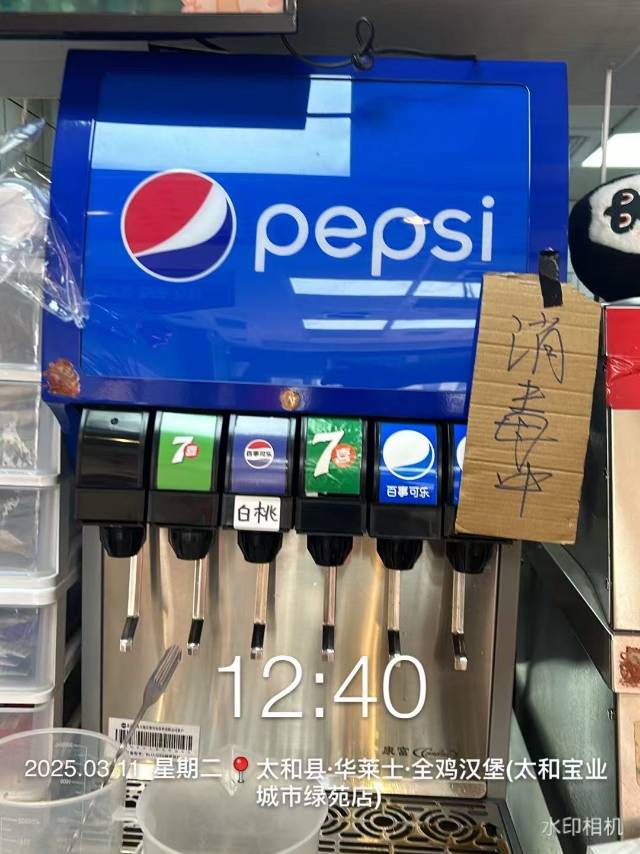 pepsi
消
毒
中
7喜
百事可乐
7喜
百事可乐
白桃
12:40
康富
2025.03.11 星期二 太和县·华莱士·全鸡汉堡(太和宝业
城市绿苑店)
水印相机